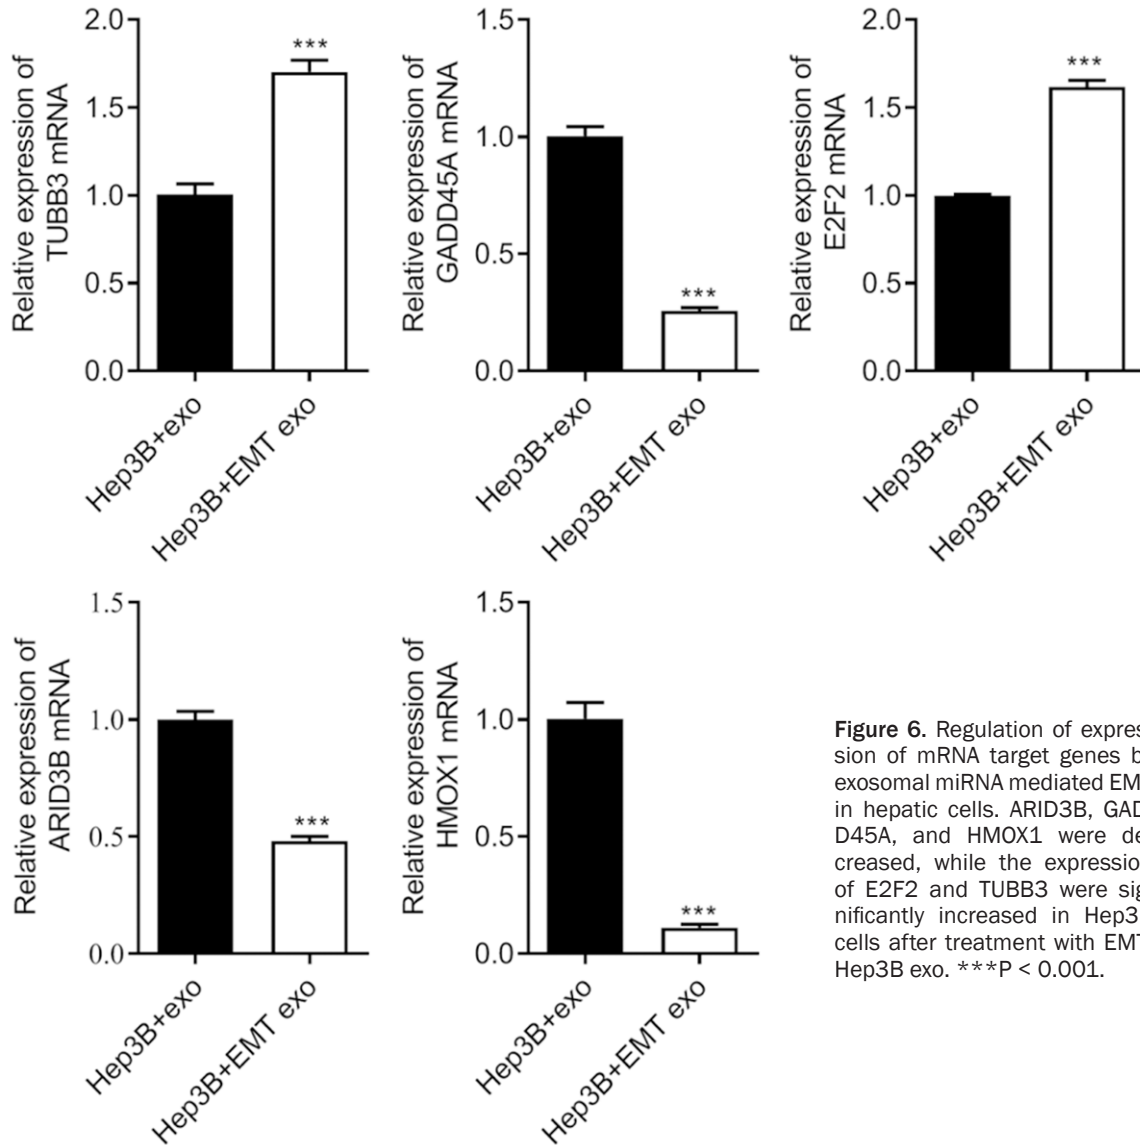 Relative expression of
TUBB3 mRNA
2.0
1.5
1.0
0.5
0.0
***
Hep3B+exo
Hep3B+EMT exo
Relative expression of
GADD45A mRNA
1.5
1.0
0.5
0.0
***
Hep3B+exo
Hep3B+EMT exo
Relative expression of
E2F2 mRNA
2.0
1.5
1.0
0.5
0.0
***
Hep3B+exo
Hep3B+EMT exo
Relative expression of
ARID3B mRNA
1.5
1.0
0.5
0.0
***
Hep3B+exo
Hep3B+EMT exo
Relative expression of
HMOX1 mRNA
1.5
1.0
0.5
0.0
***
Hep3B+exo
Hep3B+EMT exo
Figure 6. Regulation of expres
sion of mRNA target genes b
exosomal miRNA mediated EM
in hepatic cells. ARID3B, GAD
D45A, and HMOX1 were de
creased, while the expression
of E2F2 and TUBB3 were sig
nificantly increased in Hep3
cells after treatment with EMT
Hep3B exo. ***P < 0.001.